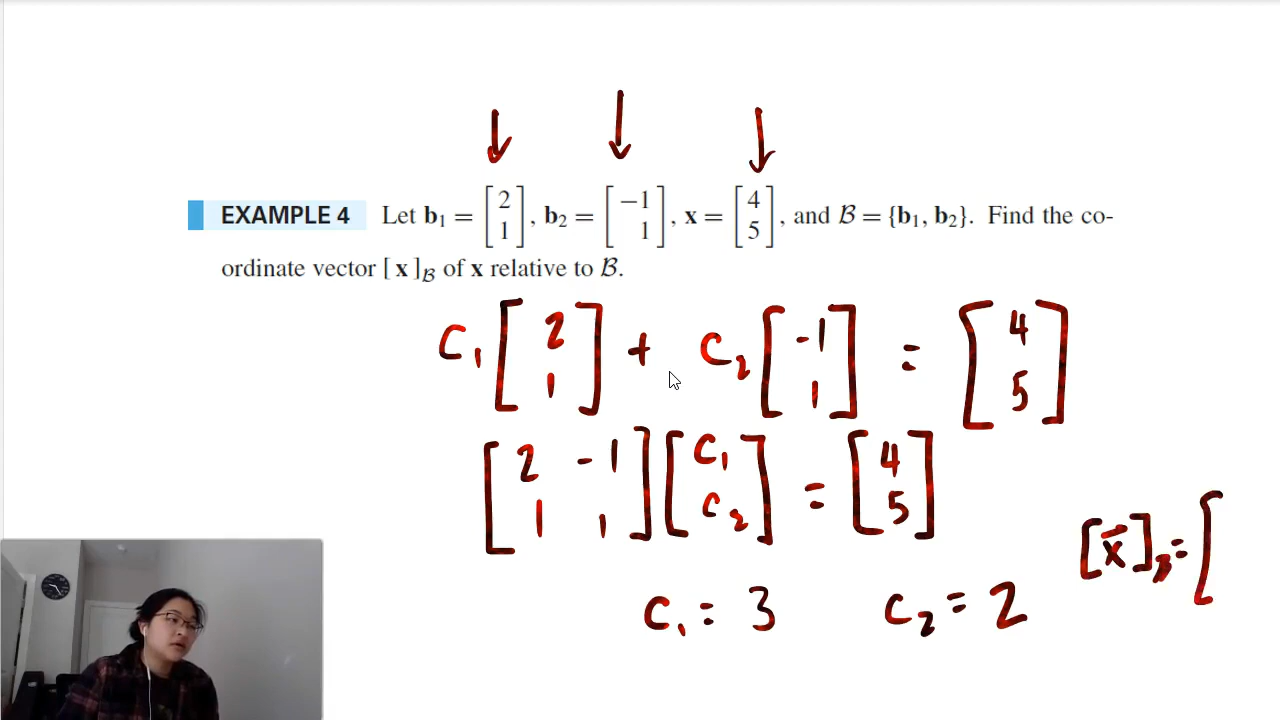 EXAMPLE 4 Let b₁ = [2 1], b₂ = [−1 1], x = [4 5], and ℬ = {b₁, b₂}. Find the co-
ordinate vector [x]ℬ of x relative to ℬ.
c₁ [2 1] + c₂ [-1 1] = [4 5]
[2 -1 1 1] [c₁ c₂] = [4 5]
[x⃗]_B = [
c₁ = 3 c₂ = 2